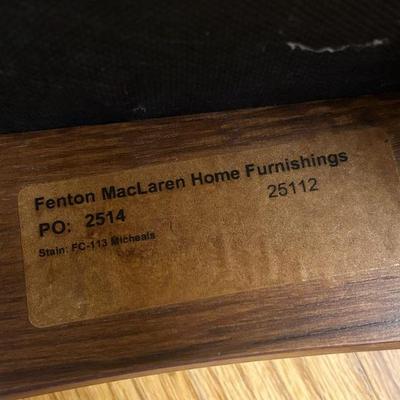 Fenton MacLaren Home Furnishings
PO: 2514 25112
Stain: FC-113 Micheals